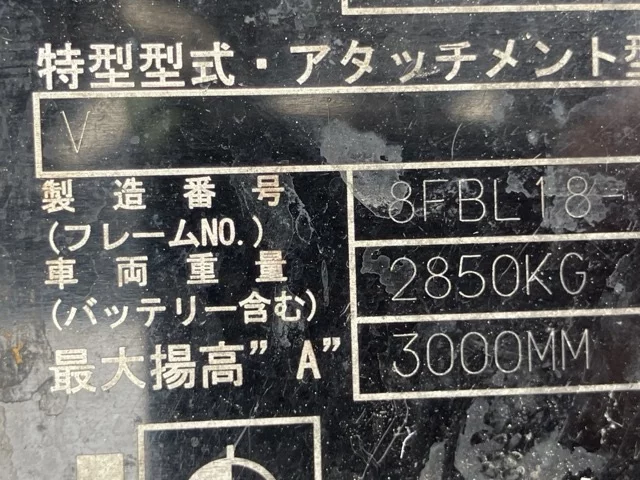 特型型式・アタッチメント型
V
製造番号 8FBL18-
(フレームNO.)
車両重量 2850KG
(バッテリー含む)
最大揚高"A" 3000MM